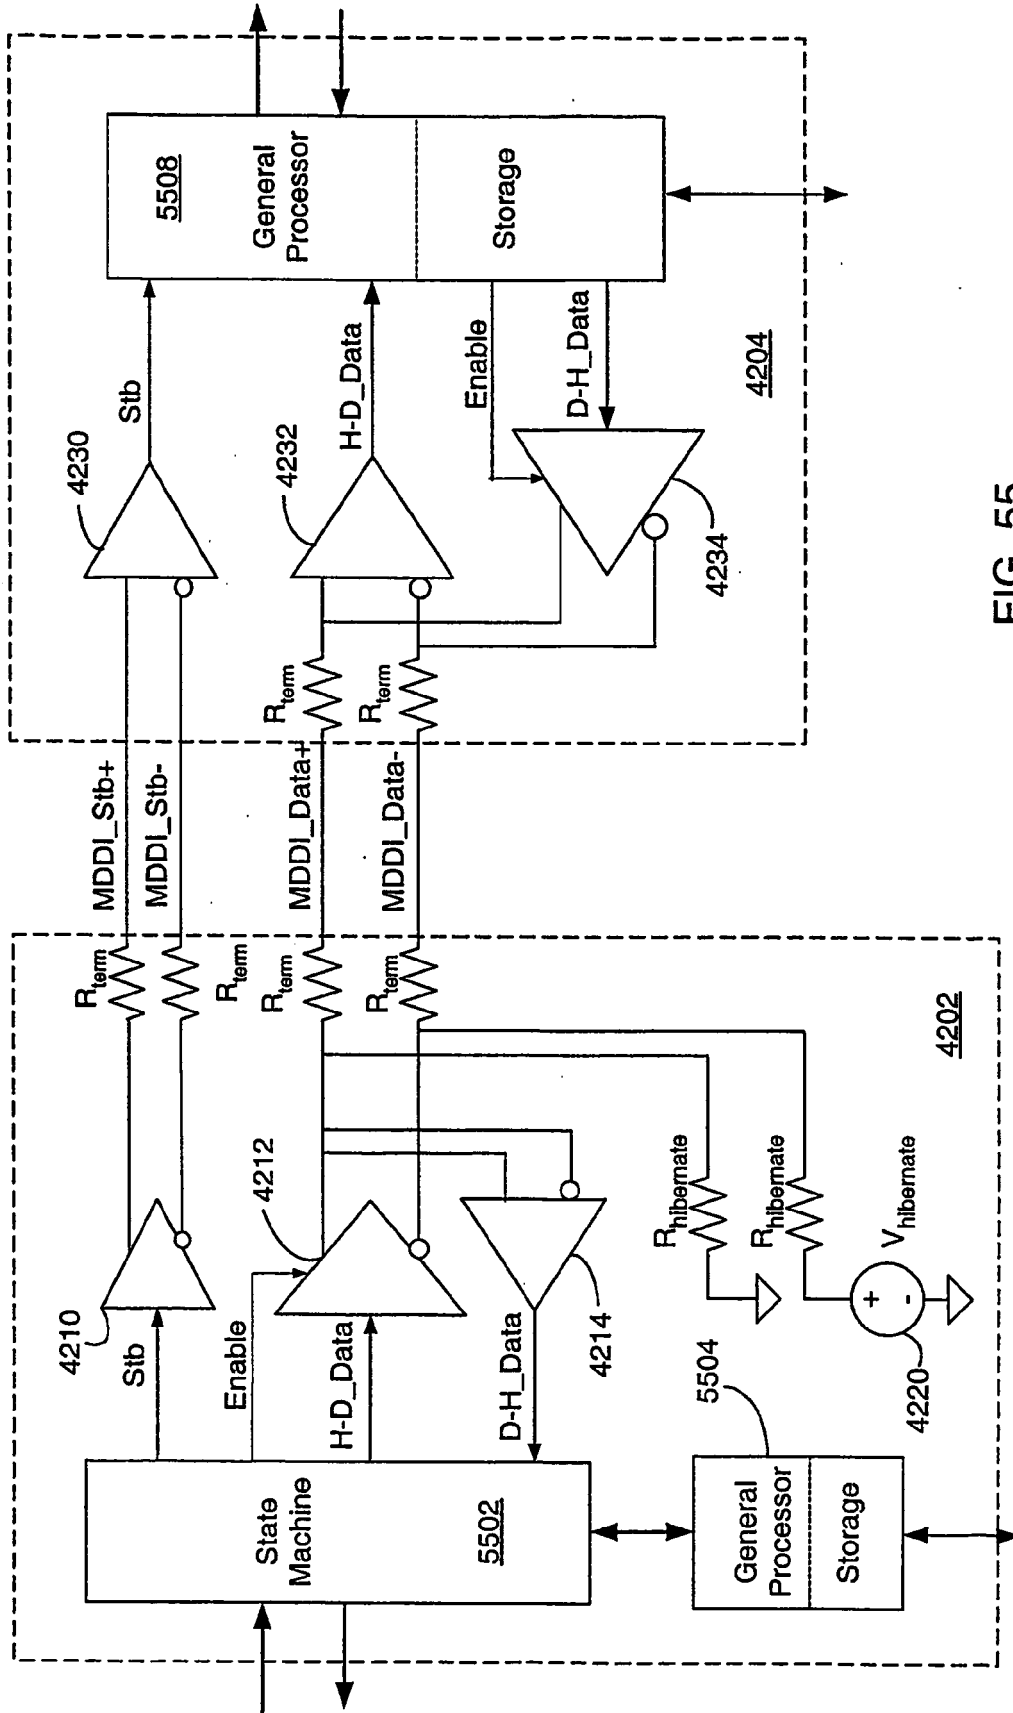 State
Machine
5502
General
Processor
Storage
5504
4210
Stb
Enable
H-D_Data
D-H_Data
4212
4214
4220
Rterm
Rterm
Rterm
Rterm
Rhibernate
Rhibernate
Vhibernate
+
-
4202
MDDI_Stb+
MDDI_Stb-
MDDI_Data+
MDDI_Data-
Rterm
Rterm
4230
4232
4234
Stb
H-D_Data
Enable
D-H_Data
5508
General
Processor
Storage
4204
FIG. 55